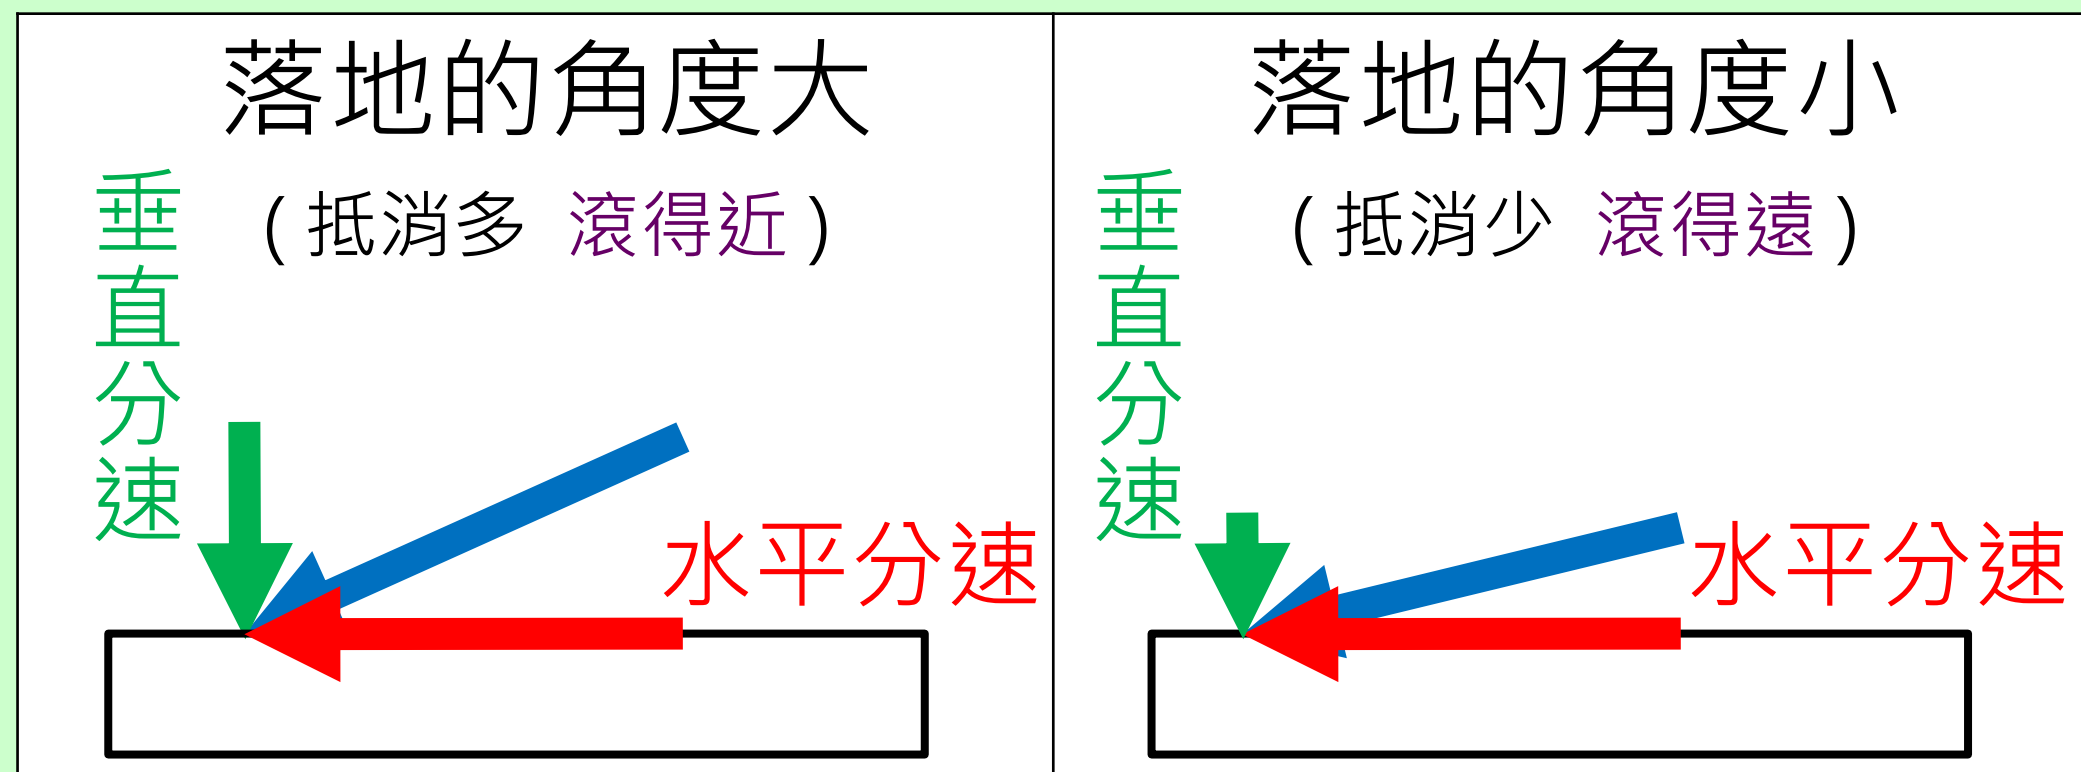 落地的角度大
(抵消多 滾得近)
垂直分速
水平分速
落地的角度小
(抵消少 滾得遠)
垂直分速
水平分速